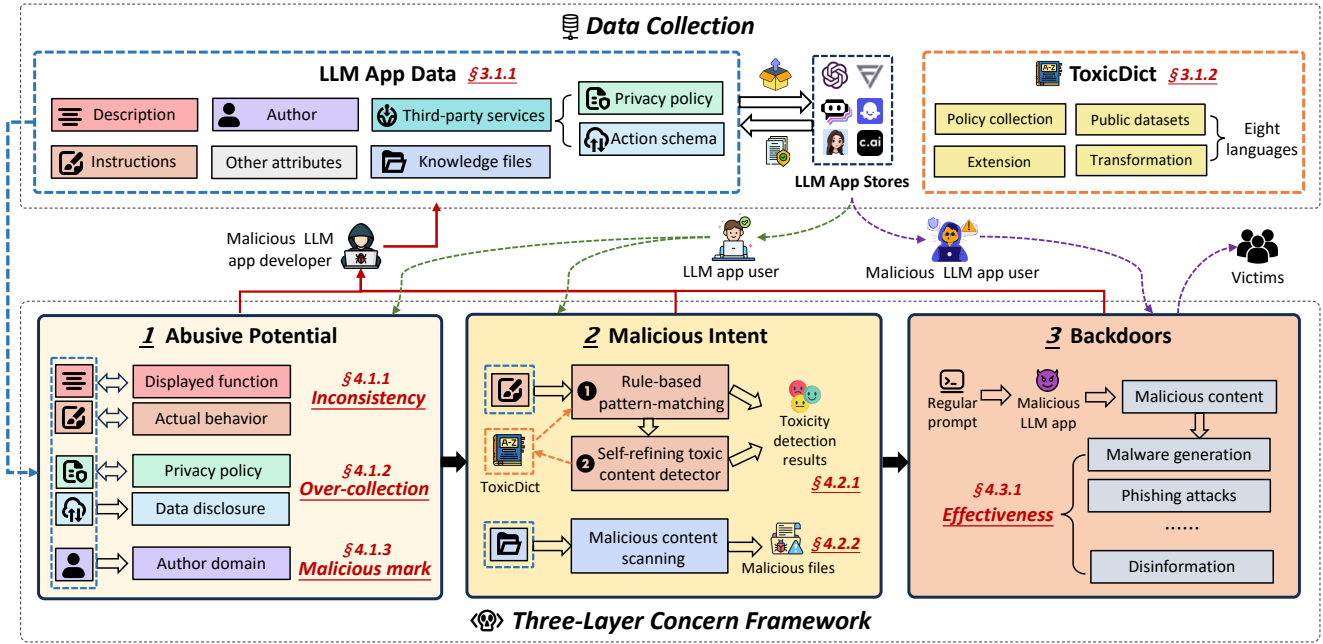 Data Collection
LLM App Data § 3.1.1
Description
Author
Third-party services
Privacy policy
Action schema
Instructions
Other attributes
Knowledge files
c.ai
LLM App Stores
A-Z
ToxicDict § 3.1.2
Policy collection
Public datasets
Extension
Transformation
Eight
languages
Malicious LLM
app developer
LLM app user
Malicious LLM app user
Victims
1 Abusive Potential
Displayed function
Actual behavior
§ 4.1.1
Inconsistency
Privacy policy
Data disclosure
§ 4.1.2
Over-collection
Author domain
§ 4.1.3
Malicious mark
2 Malicious Intent
1 Rule-based
pattern-matching
A-Z
ToxicDict
2 Self-refining toxic
content detector
Toxicity
detection
results
§ 4.2.1
Malicious content
scanning
Malicious files
§ 4.2.2
3 Backdoors
Regular
prompt
Malicious
LLM app
Malicious content
Malware generation
Phishing attacks
......
Disinformation
§ 4.3.1
Effectiveness
Three-Layer Concern Framework